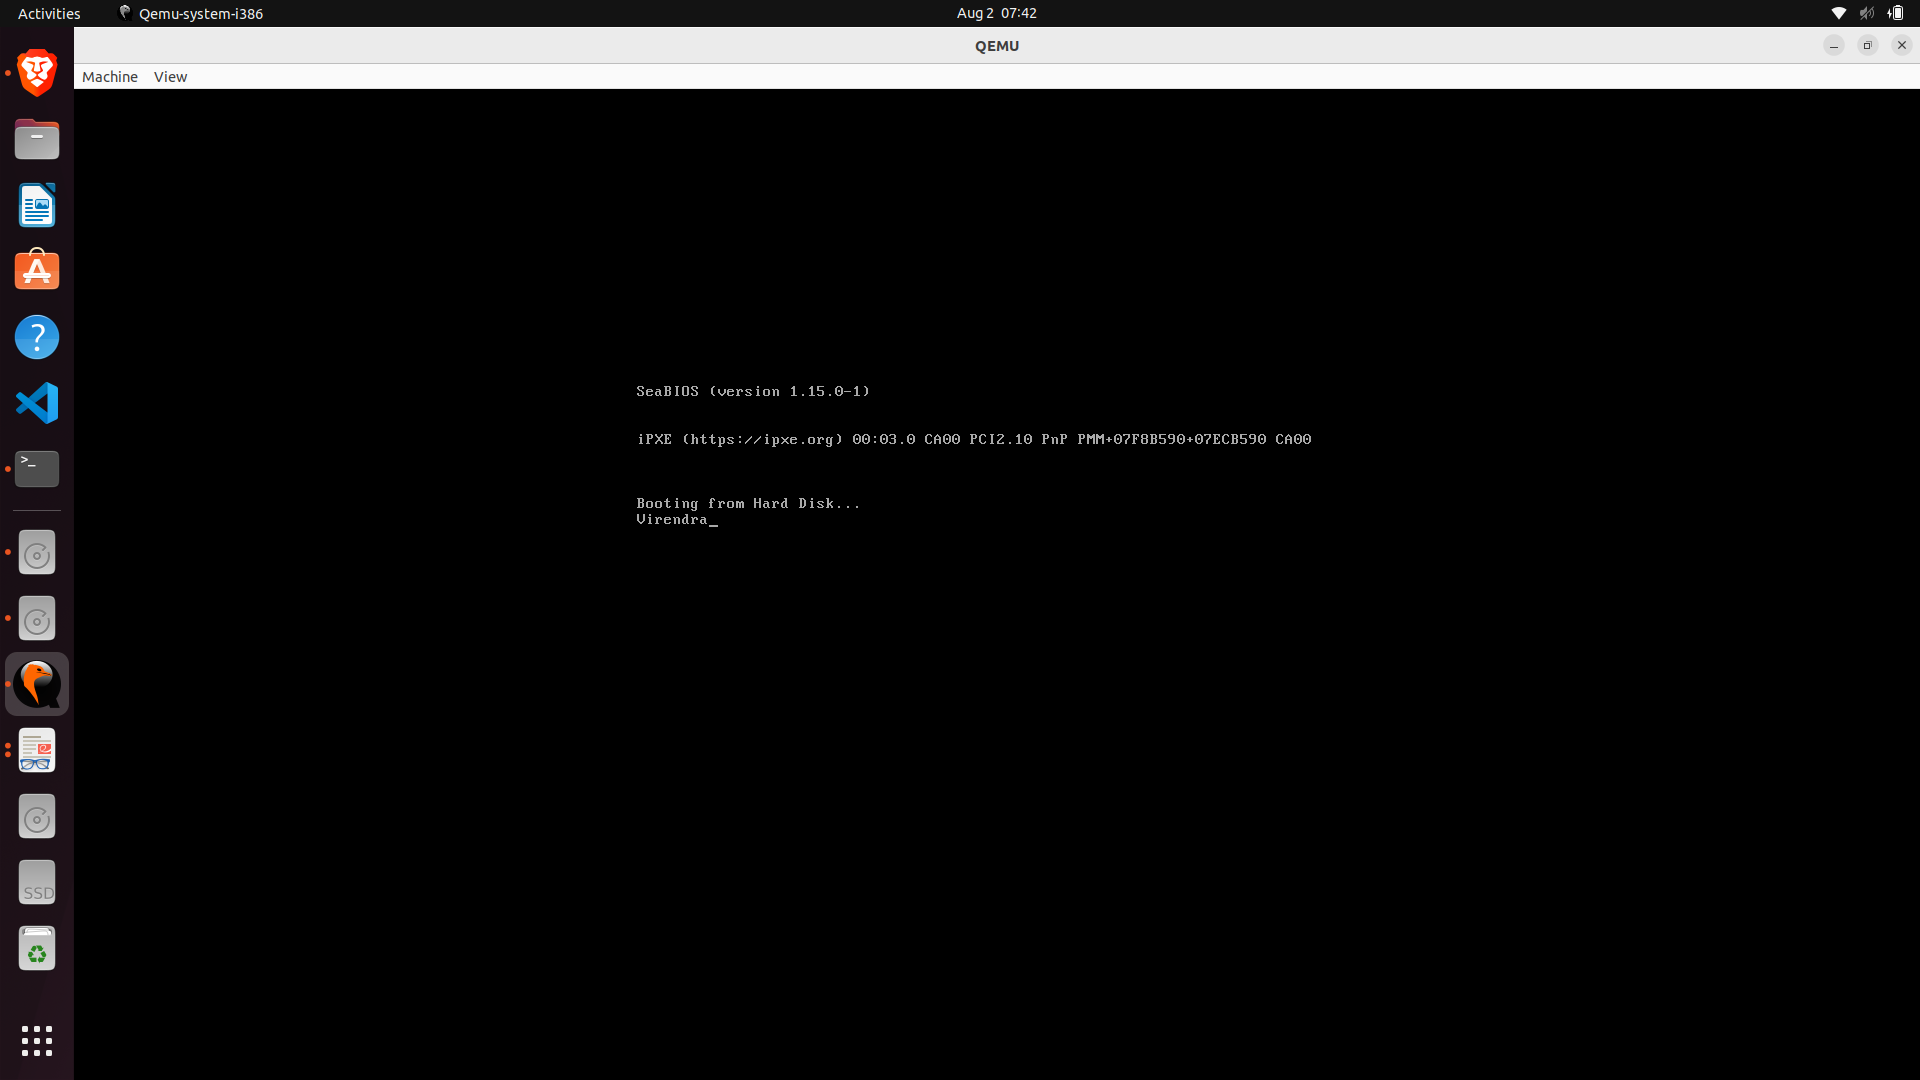 Activities Qemu-system-i386 Aug 2 07:42
QEMU
Machine View
SeaBIOS (version 1.15.0-1)
iPXE (https://ipxe.org) 00:03.0 CA00 PCI2.10 PnP PMM+07F8B590+07ECB590 CA00
Booting from Hard Disk...
Virendra_
SSD